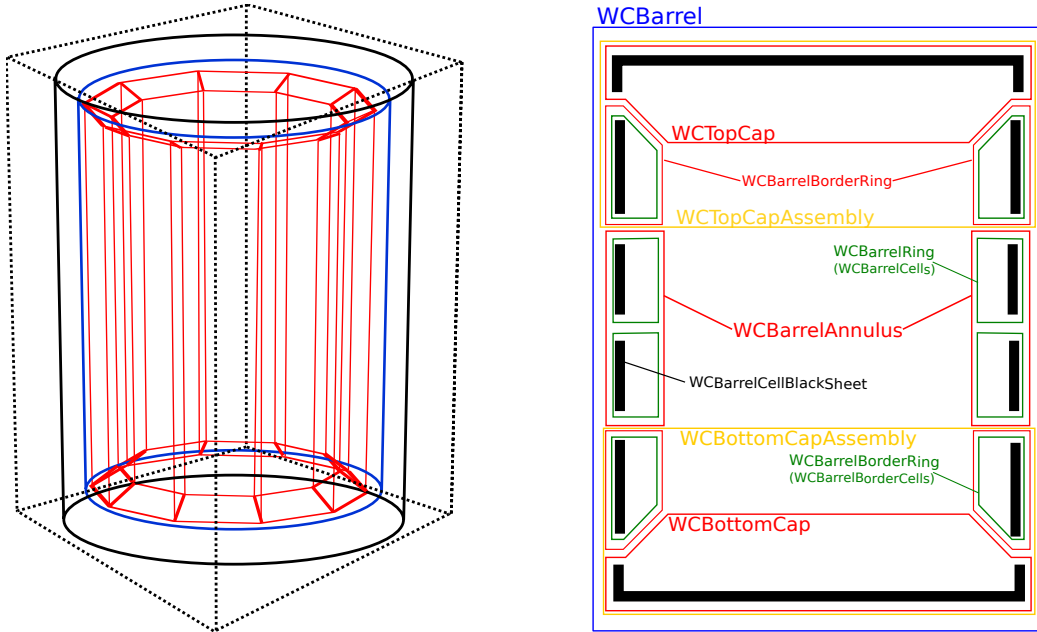 WCBarrel
WCTopCap
WCBarrelBorderRing
WCTopCapAssembly
WCBarrelRing
(WCBarrelCells)
WCBarrelAnnulus
WCBarrelCellBlackSheet
WCBottomCapAssembly
WCBarrelBorderRing
(WCBarrelBorderCells)
WCBottomCap